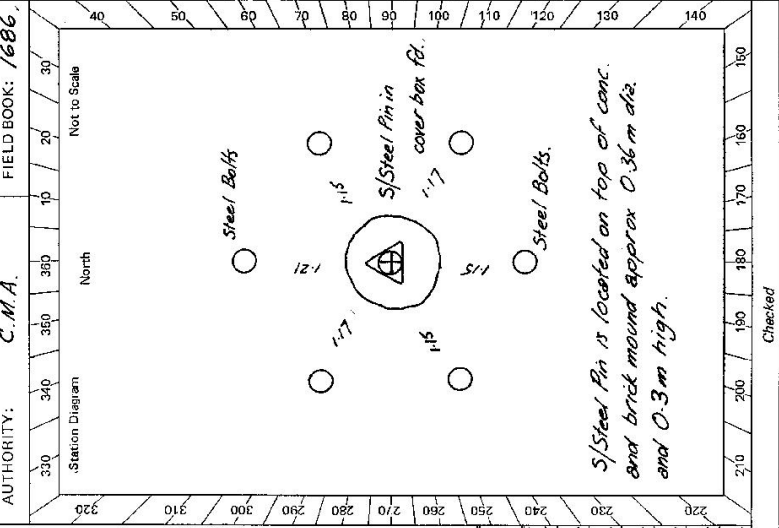 AUTHORITY: C.M.A. FIELD BOOK: 1686,
330 340 350 360 10 20 30
Station Diagram North Not to Scale
40 50 60 70 80 90 100 110 120 130 140
320 310 300 290 280 270 260 250 240 230 220
Steel Bolts
1.21
1.17 1.15
S/Steel Pin in
cover box fd.
1.15 1.17
1.15
Steel Bolts.
S/Steel Pin is located on top of conc.
and brick mound approx 0.36 m dia.
and 0.3 m high.
210 200 190 180 170 160 150
Checked